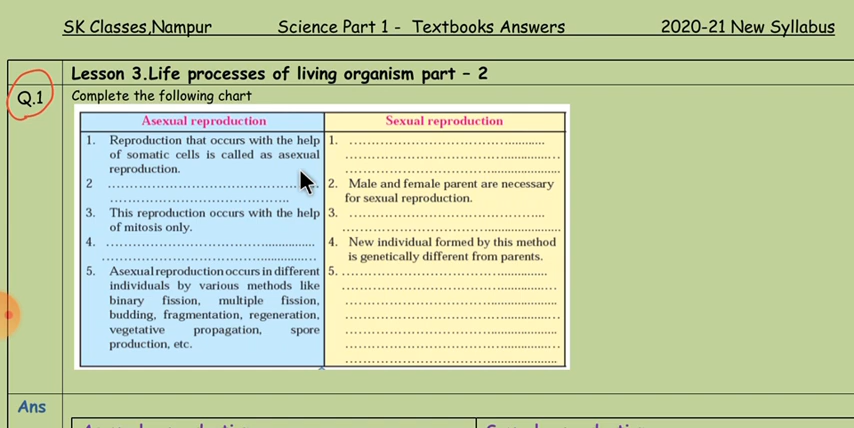 SK Classes,Nampur Science Part 1 - Textbooks Answers 2020-21 New Syllabus
Lesson 3.Life processes of living organism part - 2
Q.1 Complete the following chart
Asexual reproduction Sexual reproduction
1. Reproduction that occurs with the help 1. ..........
of somatic cells is called as asexual ..........
reproduction. ..........
2 .......... 2. Male and female parent are necessary
.......... for sexual reproduction.
3. This reproduction occurs with the help 3. ..........
of mitosis only. ..........
4. .......... 4. New individual formed by this method
.......... is genetically different from parents.
5. Asexual reproduction occurs in different 5. ..........
individuals by various methods like ..........
binary fission, multiple fission, ..........
budding, fragmentation, regeneration, ..........
vegetative propagation, spore ..........
production, etc. ..........
..........
Ans